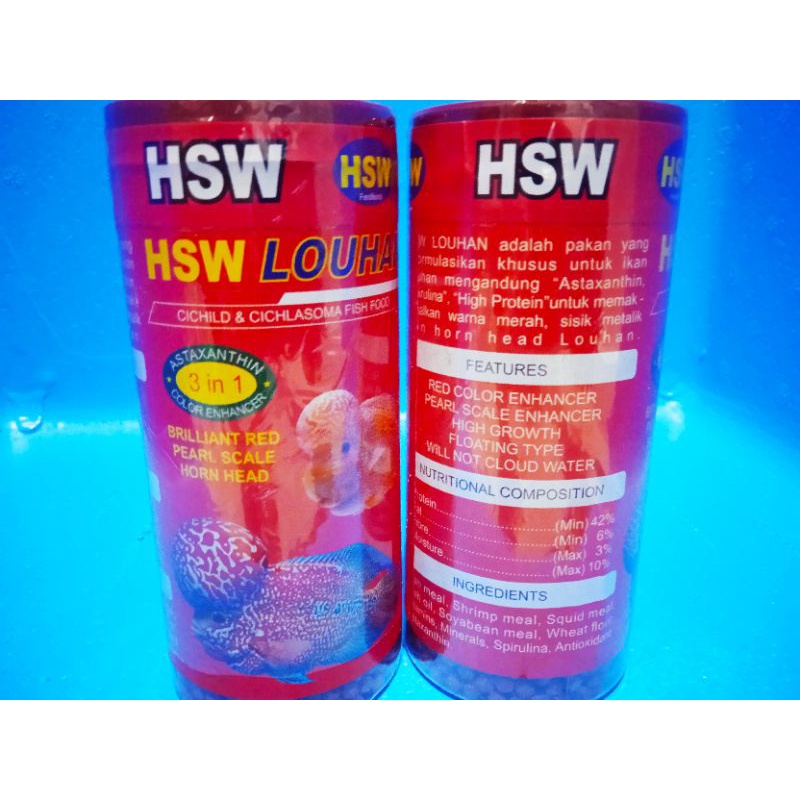 HSW
HSW
HSW LOUHA
CICHILD & CICHLASOMA FISH FOOD
ASTAXANTHIN
3 in 1
COLOR ENHANCER
BRILLIANT RED
PEARL SCALE
HORN HEAD
HSW
LOUHAN adalah pakan yang
khusus untuk ikan
mengandung "Astaxanthin,
"High Protein" untuk memak-
warna merah, sisik metalik
horn head Louhan.
FEATURES
RED COLOR ENHANCER
PEARL SCALE ENHANCER
HIGH GROWTH
FLOATING TYPE
WILL NOT CLOUD WATER
NUTRITIONAL COMPOSITION
(Min) 42%
(Min) 6%
(Max) 3%
(Max) 10%
INGREDIENTS
meal, Shrimp meal, Squid meal
oil, Soyabean meal, Wheat
Minerals, Spirulina, Antioxidant